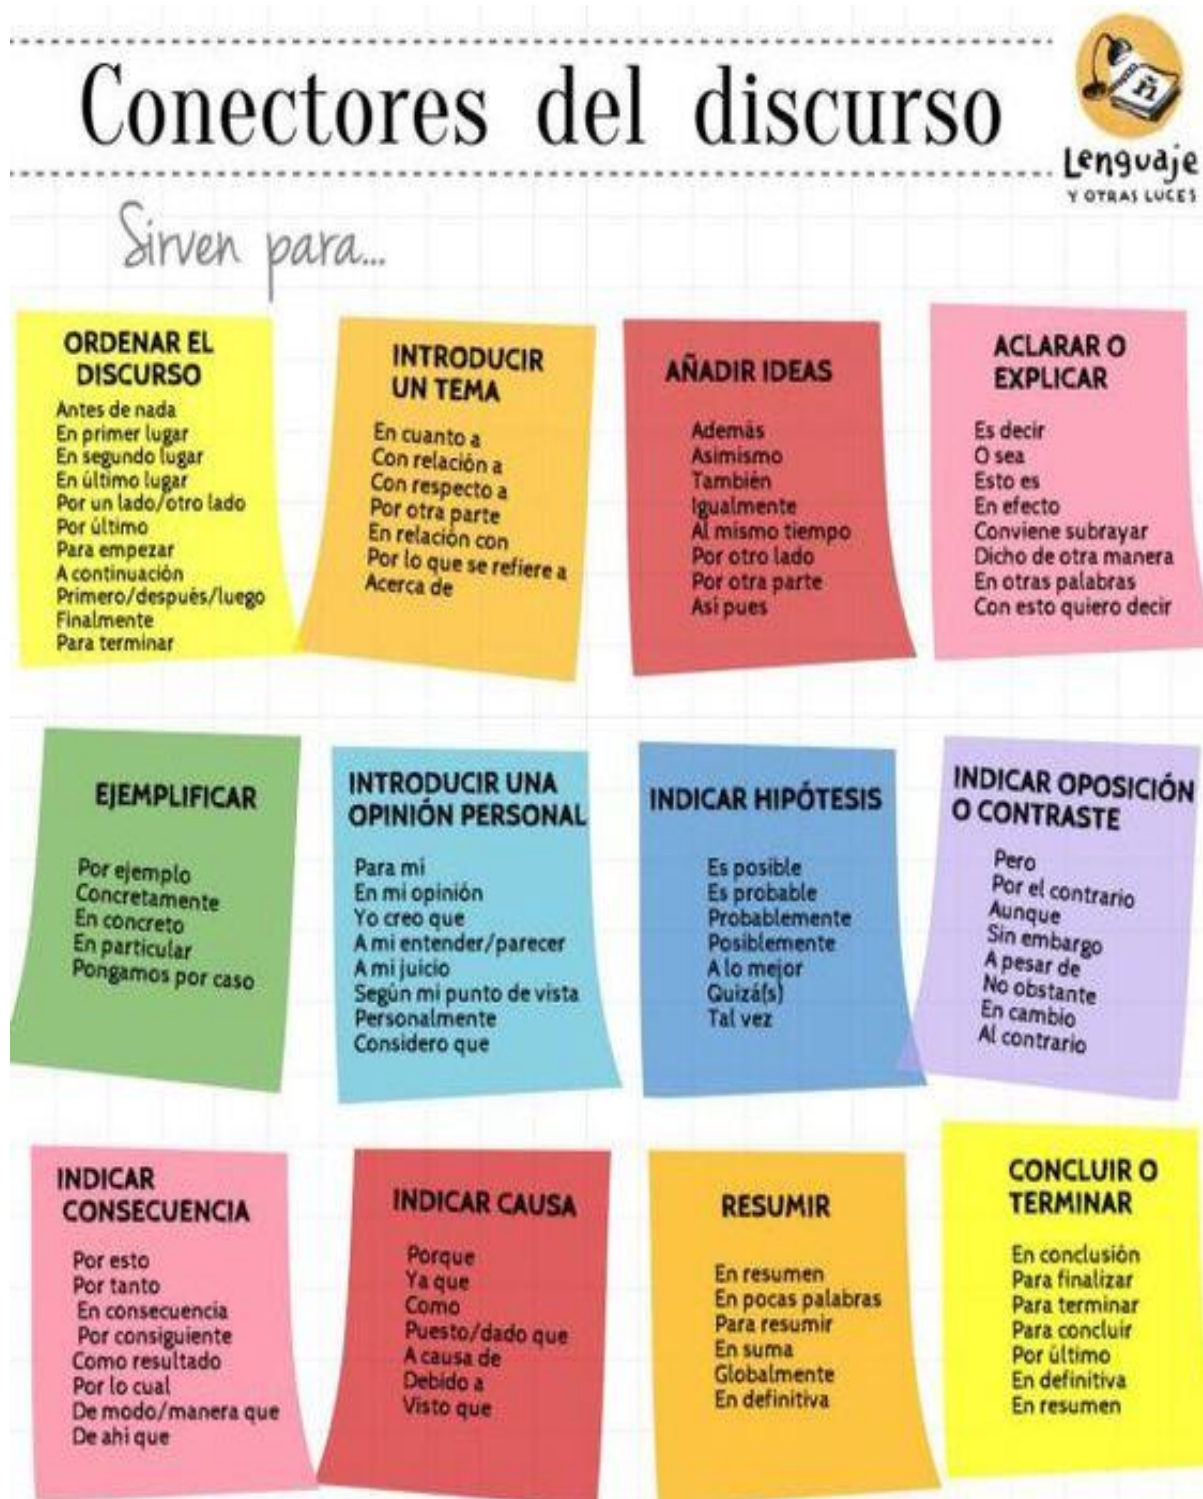 Conectores del discurso
Lenguaje
Y OTRAS LUCES
Sirven para...
ORDENAR EL
DISCURSO
Antes de nada
En primer lugar
En segundo lugar
En último lugar
Por un lado/otro lado
Por último
Para empezar
A continuación
Primero/después/luego
Finalmente
Para terminar
INTRODUCIR
UN TEMA
En cuanto a
Con relación a
Con respecto a
Por otra parte
En relación con
Por lo que se refiere a
Acerca de
AÑADIR IDEAS
Además
Asimismo
También
Igualmente
Al mismo tiempo
Por otro lado
Por otra parte
Así pues
ACLARAR O
EXPLICAR
Es decir
O sea
Esto es
En efecto
Conviene subrayar
Dicho de otra manera
En otras palabras
Con esto quiero decir
EJEMPLIFICAR
Por ejemplo
Concretamente
En concreto
En particular
Pongamos por caso
INTRODUCIR UNA
OPINIÓN PERSONAL
Para mí
En mi opinión
Yo creo que
A mi entender/parecer
A mi juicio
Según mi punto de vista
Personalmente
Considero que
INDICAR HIPÓTESIS
Es posible
Es probable
Probablemente
Posiblemente
A lo mejor
Quizá(s)
Tal vez
INDICAR OPOSICIÓN
O CONTRASTE
Pero
Por el contrario
Aunque
Sin embargo
A pesar de
No obstante
En cambio
Al contrario
INDICAR
CONSECUENCIA
Por esto
Por tanto
En consecuencia
Por consiguiente
Como resultado
Por lo cual
De modo/manera que
De ahí que
INDICAR CAUSA
Porque
Ya que
Como
Puesto/dado que
A causa de
Debido a
Visto que
RESUMIR
En resumen
En pocas palabras
Para resumir
En suma
Globalmente
En definitiva
CONCLUIR O
TERMINAR
En conclusión
Para finalizar
Para terminar
Para concluir
Por último
En definitiva
En resumen